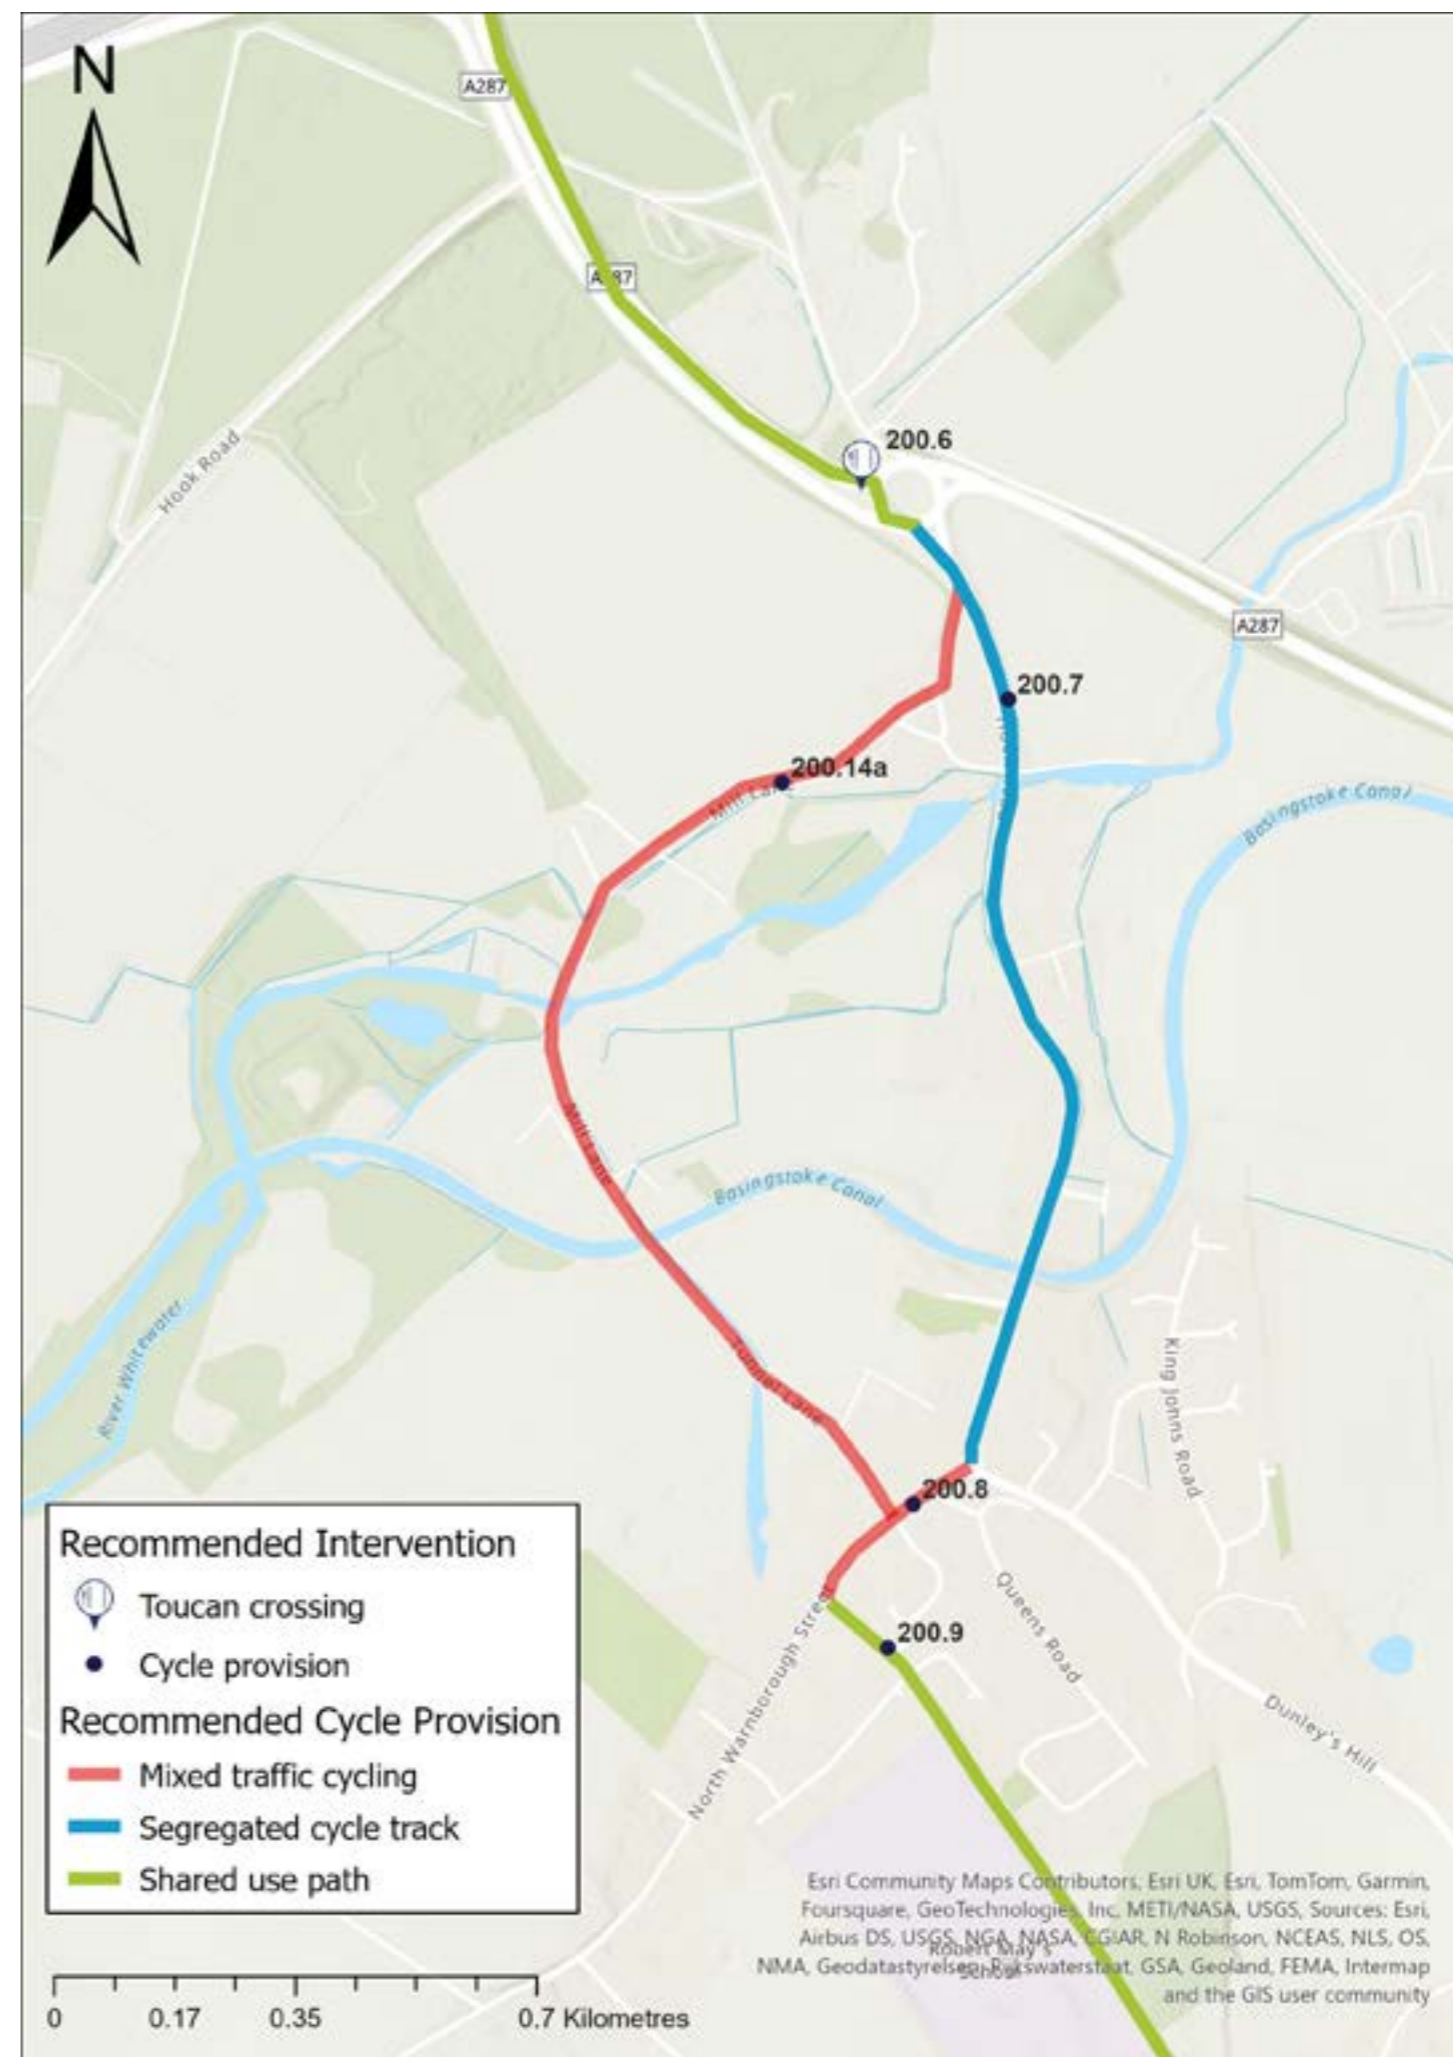 N
A287
A287
200.6
Hook Road
A287
200.7
200.14a
Mill Lane
Basingstoke Canal
Mill Lane
Basingstoke Canal
River Whitewater
Tunnel Lane
King Johns Road
200.8
Queens Road
200.9
North Warnborough Street
Dunley's Hill
Recommended Intervention
Toucan crossing
Cycle provision
Recommended Cycle Provision
Mixed traffic cycling
Segregated cycle track
Shared use path
Robert May's
School
Esri Community Maps Contributors, Esri UK, Esri, TomTom, Garmin,
Foursquare, GeoTechnologies, Inc, METI/NASA, USGS, Sources: Esri,
Airbus DS, USGS, NGA, NASA, CGIAR, N Robinson, NCEAS, NLS, OS,
NMA, Geodatastyrelsen, Rijkswaterstaat, GSA, Geoland, FEMA, Intermap
and the GIS user community
0 0.17 0.35 0.7 Kilometres